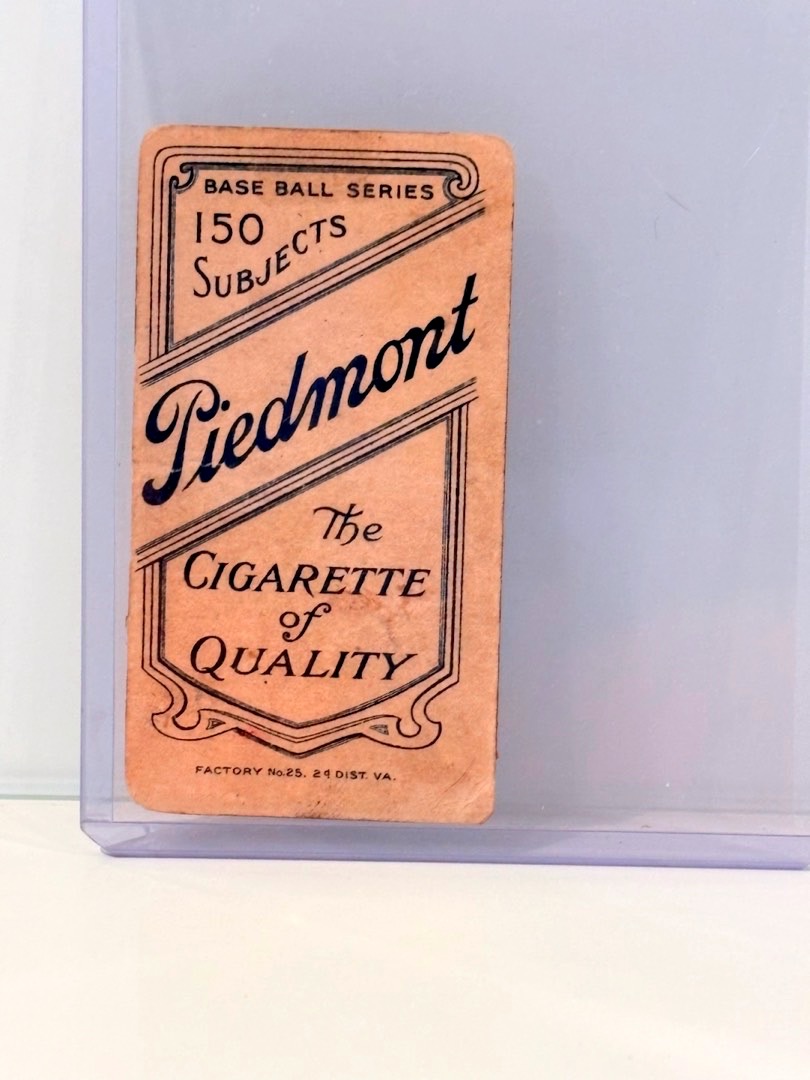 BASE BALL SERIES
150
SUBJECTS
Piedmont
The
CIGARETTE
of
QUALITY
FACTORY No.25, 2d DIST. VA.